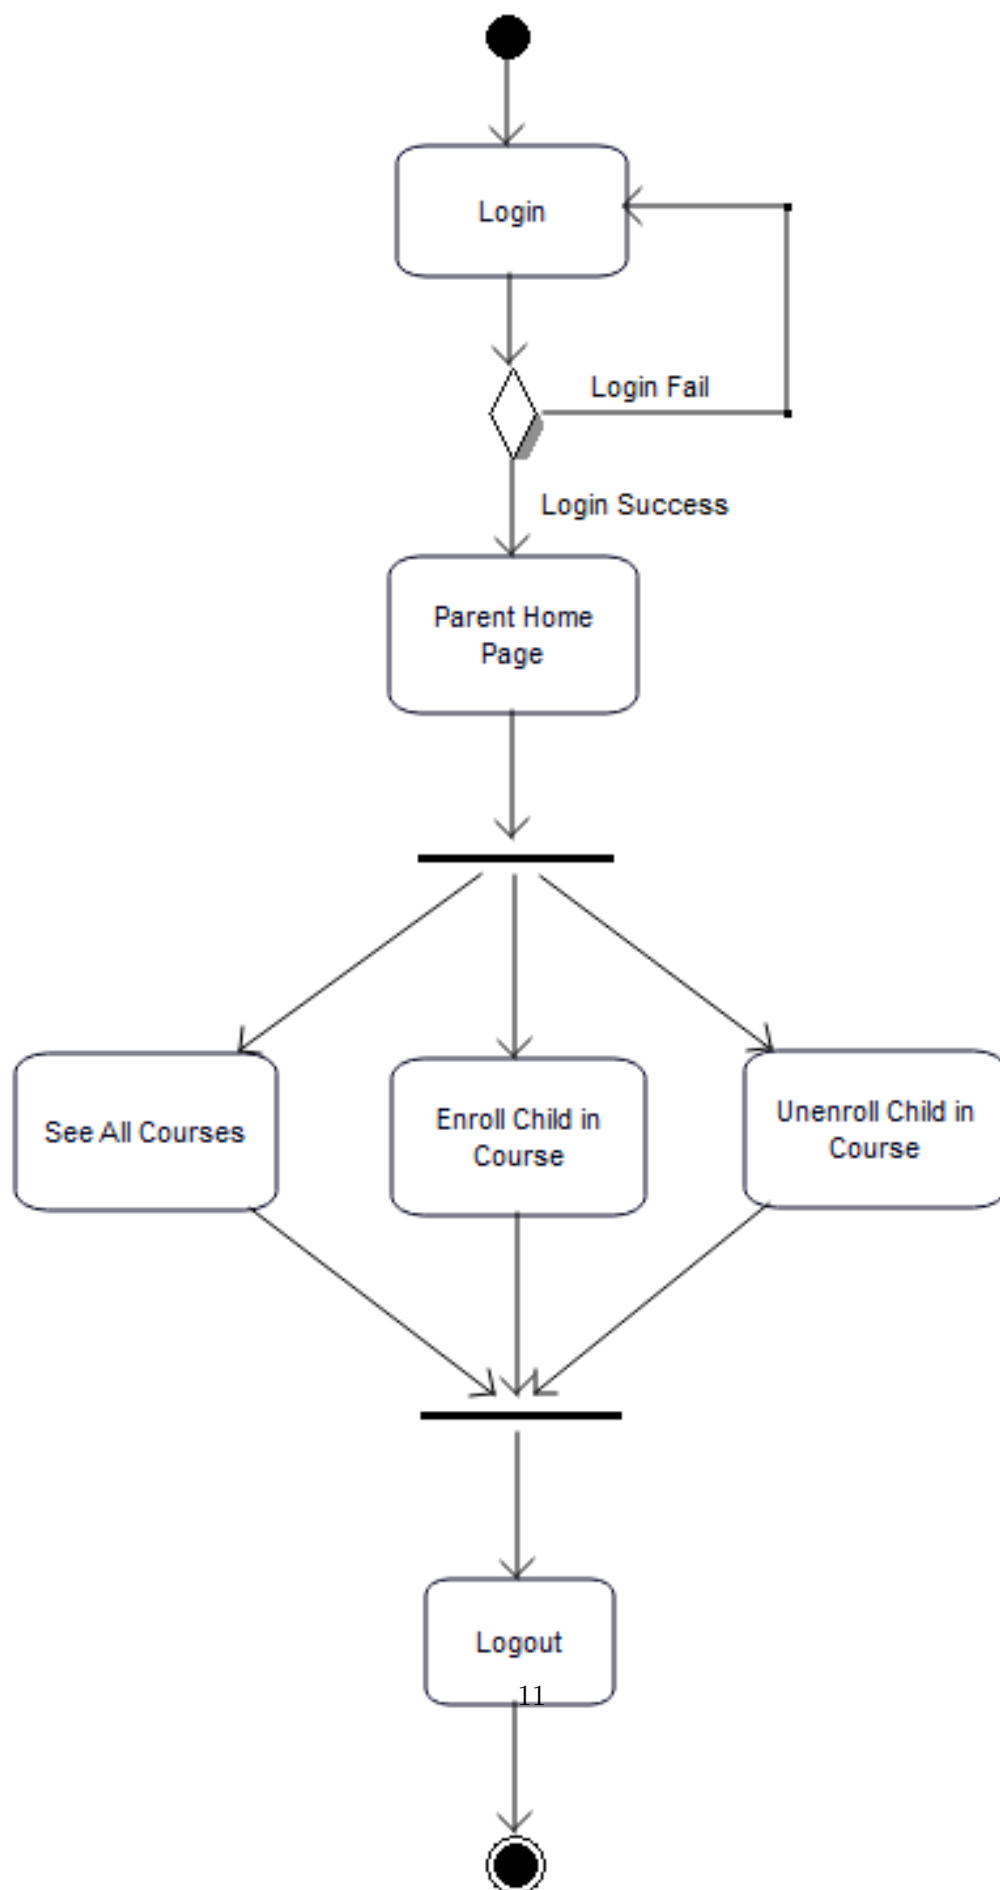 Login
Login Fail
Login Success
Parent Home
Page
See All Courses
Enroll Child in
Course
Unenroll Child in
Course
Logout
11